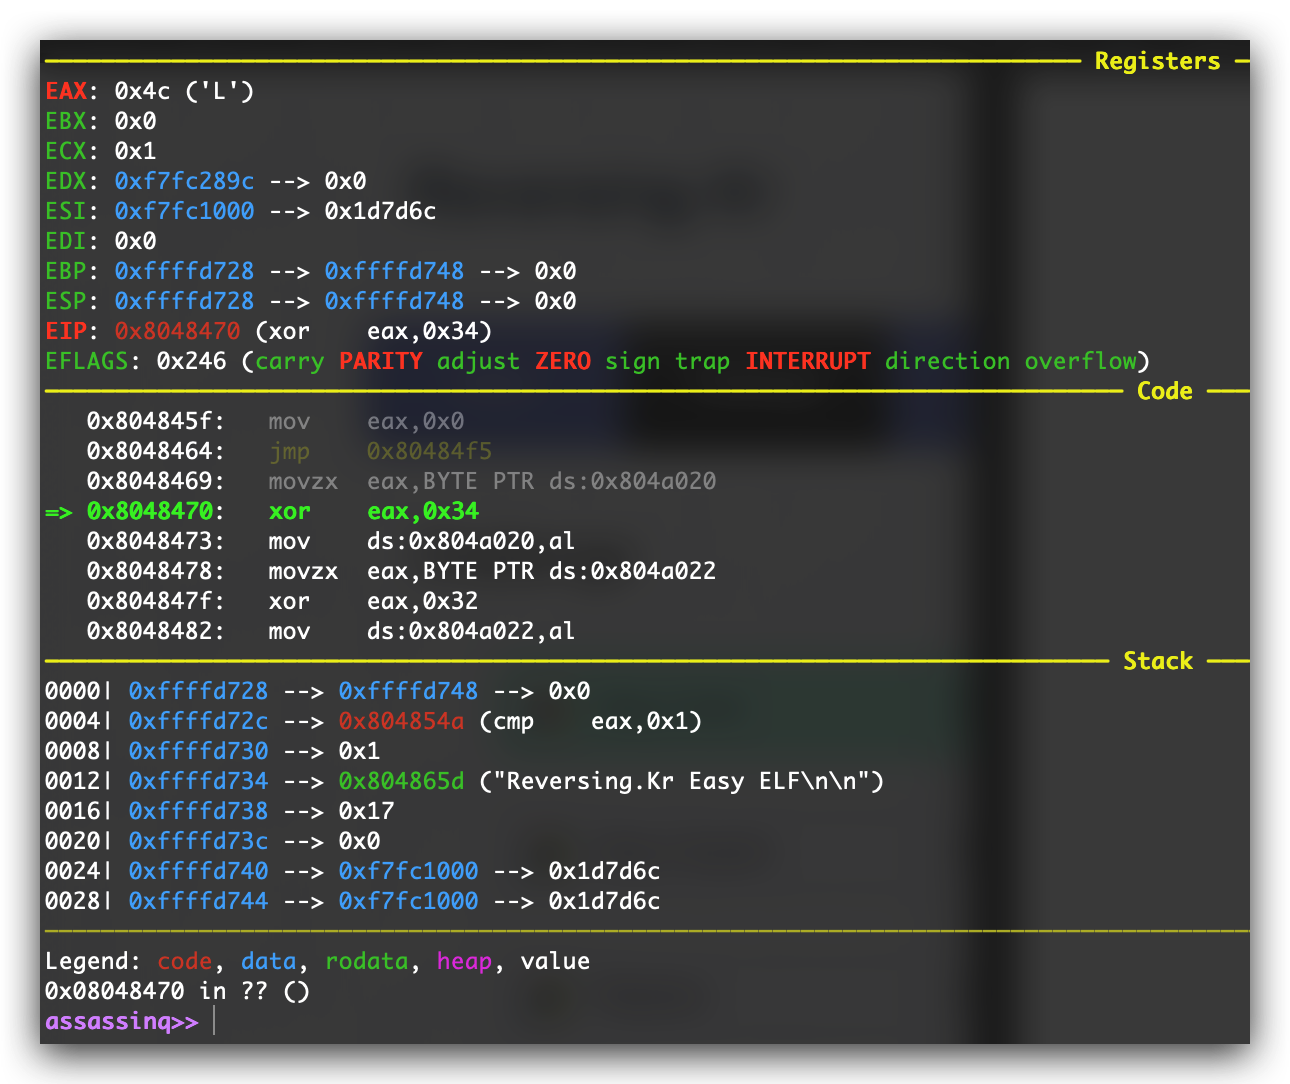 Registers
EAX: 0x4c ('L')
EBX: 0x0
ECX: 0x1
EDX: 0xf7fc289c --> 0x0
ESI: 0xf7fc1000 --> 0x1d7d6c
EDI: 0x0
EBP: 0xffffd728 --> 0xffffd748 --> 0x0
ESP: 0xffffd728 --> 0xffffd748 --> 0x0
EIP: 0x8048470 (xor    eax,0x34)
EFLAGS: 0x246 (carry PARITY adjust ZERO sign trap INTERRUPT direction overflow)
Code
   0x804845f:   mov    eax,0x0
   0x8048464:   jmp    0x80484f5
   0x8048469:   movzx  eax,BYTE PTR ds:0x804a020
=> 0x8048470:   xor    eax,0x34
   0x8048473:   mov    ds:0x804a020,al
   0x8048478:   movzx  eax,BYTE PTR ds:0x804a022
   0x804847f:   xor    eax,0x32
   0x8048482:   mov    ds:0x804a022,al
Stack
0000| 0xffffd728 --> 0xffffd748 --> 0x0
0004| 0xffffd72c --> 0x804854a (cmp    eax,0x1)
0008| 0xffffd730 --> 0x1
0012| 0xffffd734 --> 0x804865d ("Reversing.Kr Easy ELF\n\n")
0016| 0xffffd738 --> 0x17
0020| 0xffffd73c --> 0x0
0024| 0xffffd740 --> 0xf7fc1000 --> 0x1d7d6c
0028| 0xffffd744 --> 0xf7fc1000 --> 0x1d7d6c
Legend: code, data, rodata, heap, value
0x08048470 in ?? ()
assassinq>>